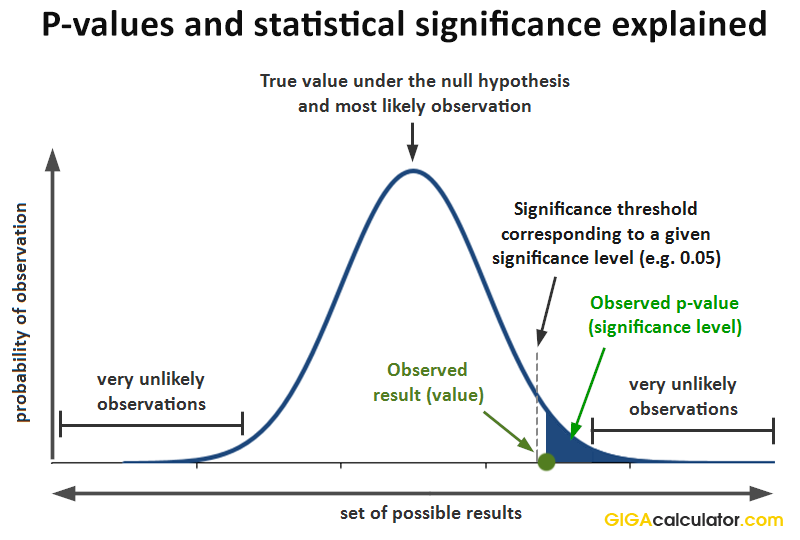 P-values and statistical significance explained
True value under the null hypothesis
and most likely observation
probability of observation
Significance threshold
corresponding to a given
significance level (e.g. 0.05)
Observed p-value
(significance level)
Observed
result (value)
very unlikely
observations
very unlikely
observations
set of possible results
GIGAcalculator.com